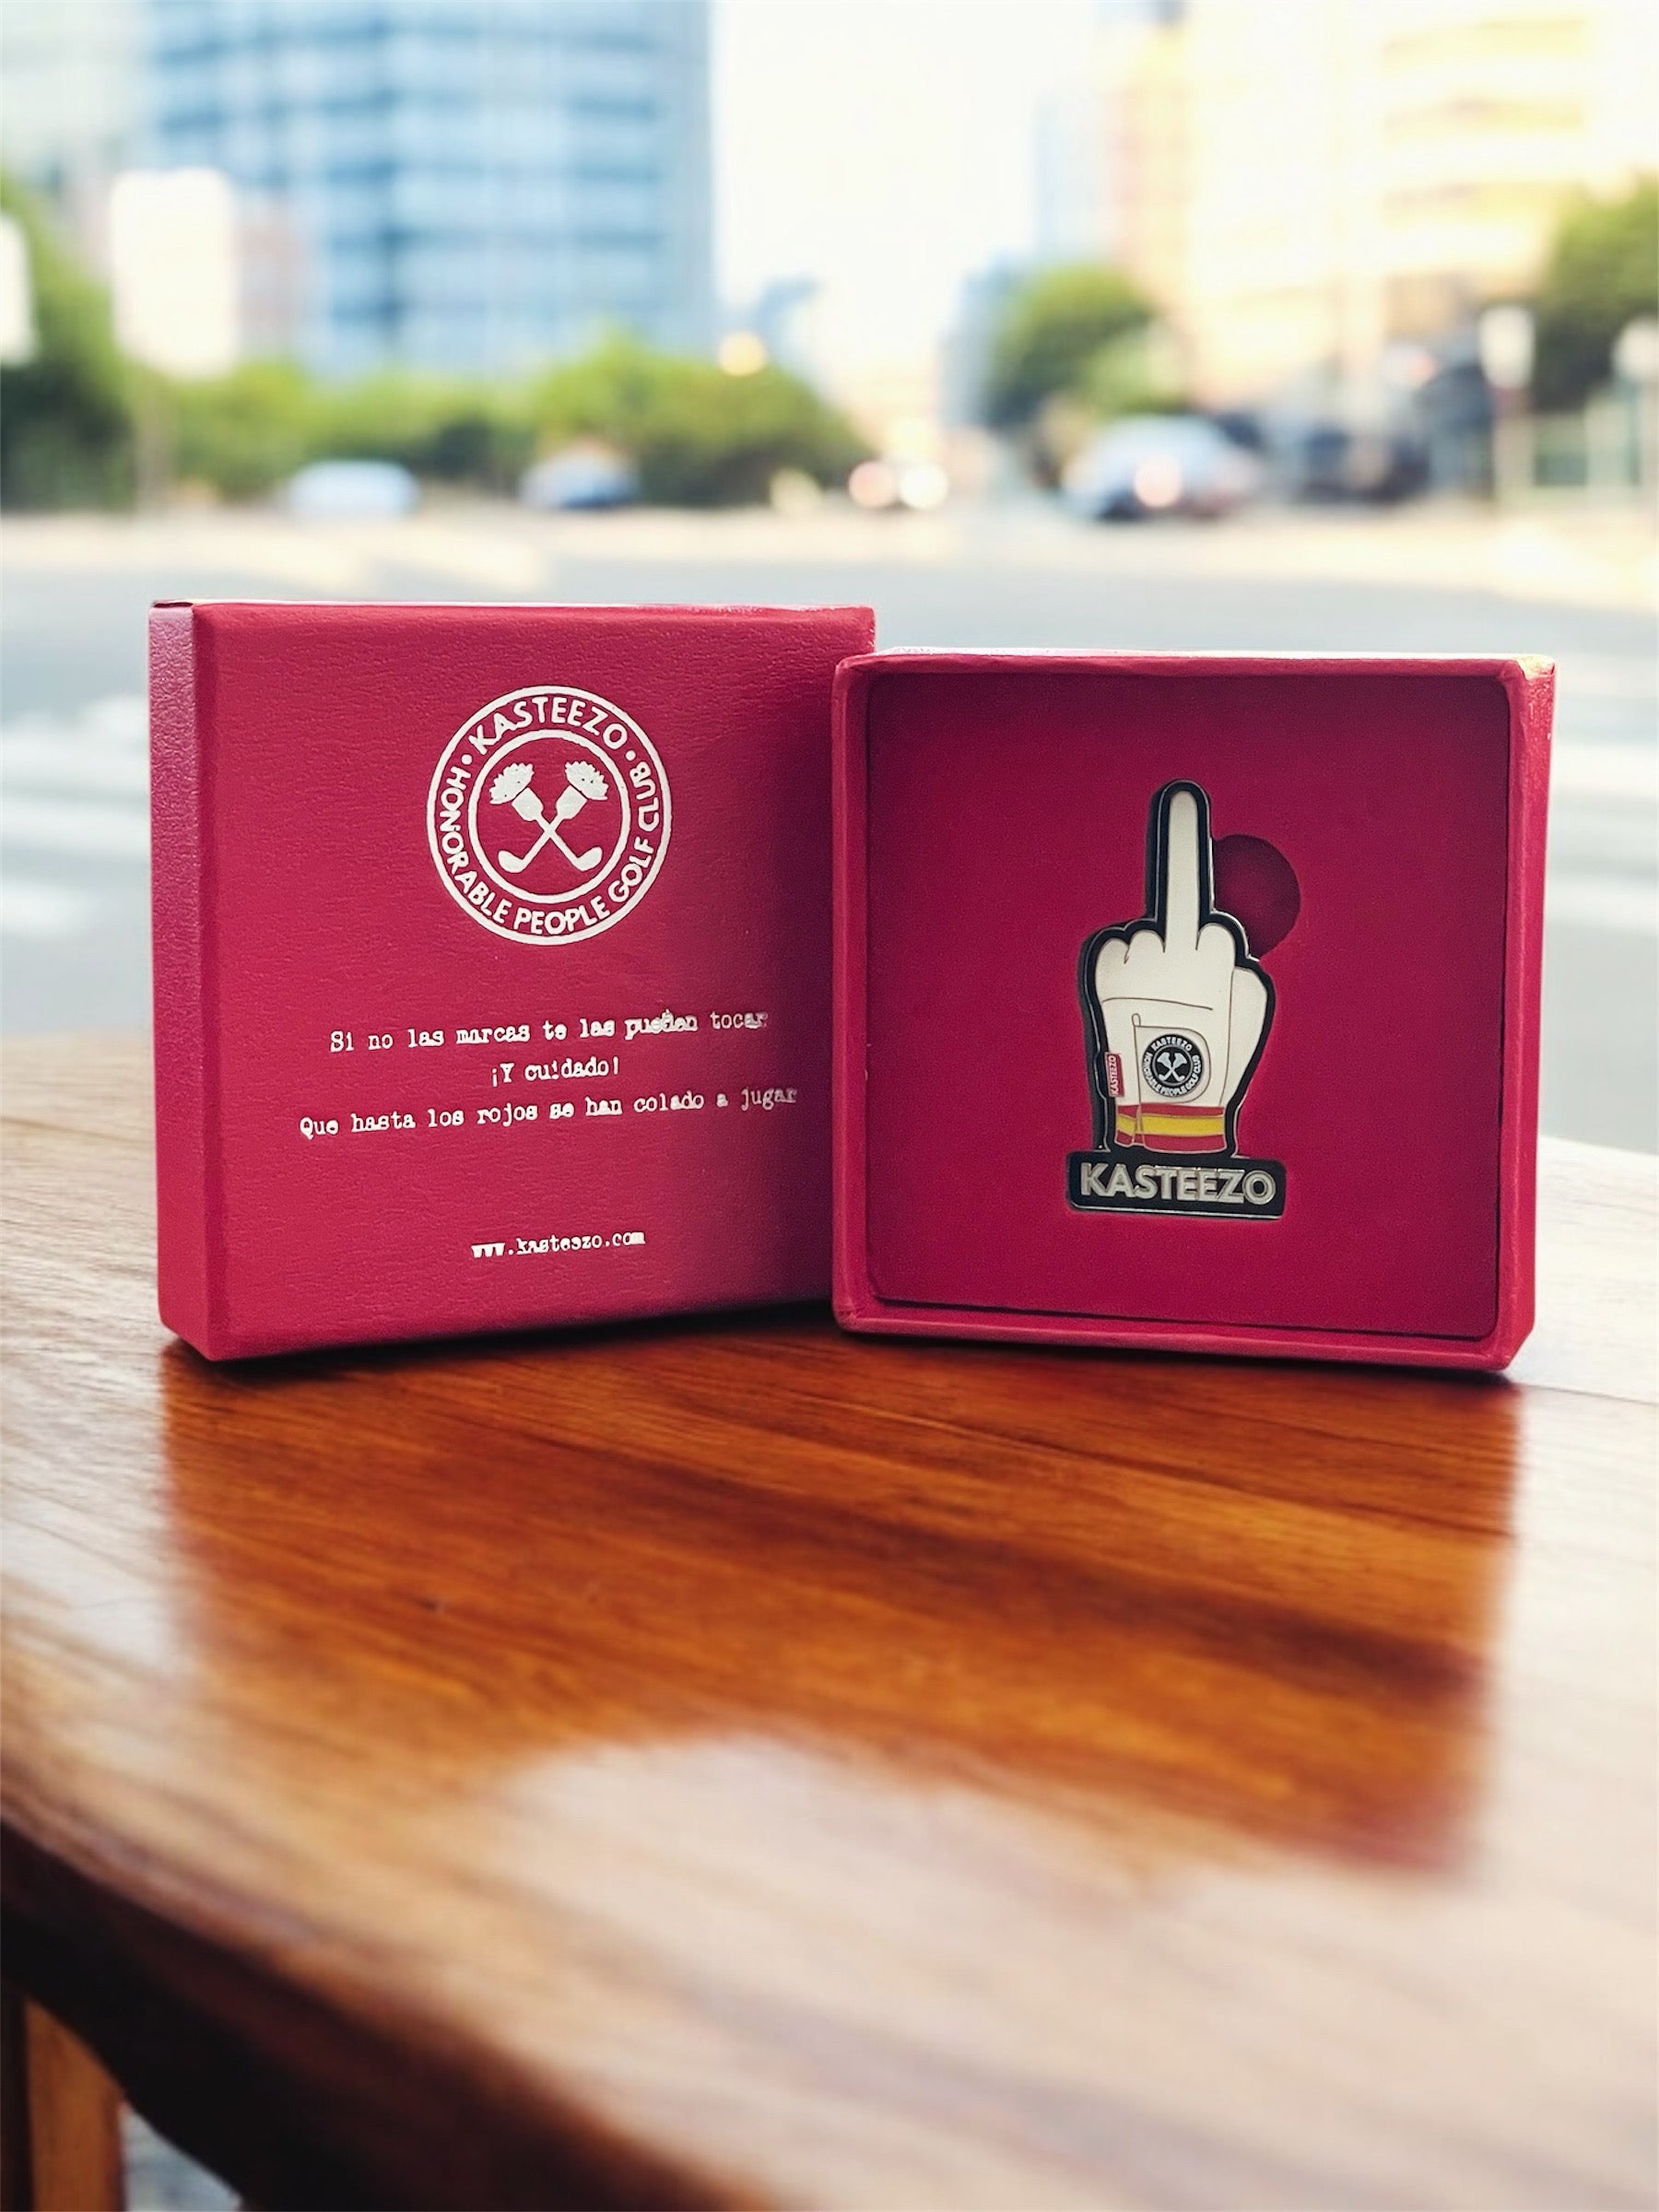 KASTEEZO
HONORABLE PEOPLE GOLF CLUB
Si no las marcas te las pueden tocar
¡Y cuidado!
Que hasta los rojos se han colado a jugar
www.kasteezo.com
KASTEEZO
HONORABLE PEOPLE GOLF CLUB
KASTEEZO
KASTEEZO